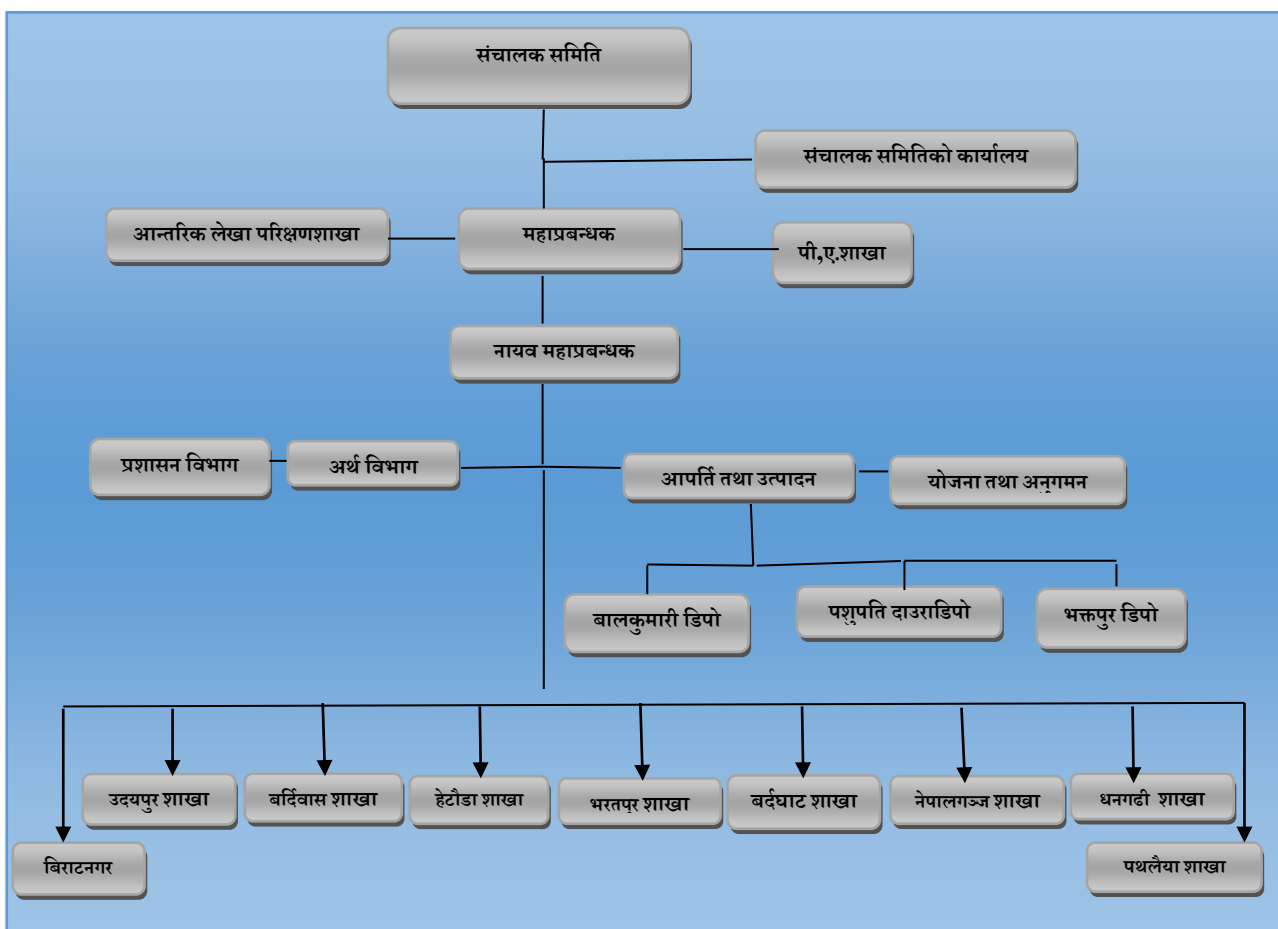 संचालक समिति
संचालक समितिको कार्यालय
आन्तरिक लेखा परिक्षणशाखा
महाप्रबन्धक
पी,ए.शाखा
नायव महाप्रबन्धक
प्रशासन विभाग
अर्थ विभाग
आपर्ति तथा उत्पादन
योजना तथा अनुगमन
बालकुमारी डिपो
पशुपति दाउराडिपो
भक्तपुर डिपो
उदयपुर शाखा
बर्दिवास शाखा
हेटौडा शाखा
भरतपुर शाखा
बर्दघाट शाखा
नेपालगञ्ज शाखा
धनगढी शाखा
बिराटनगर
पथलैया शाखा